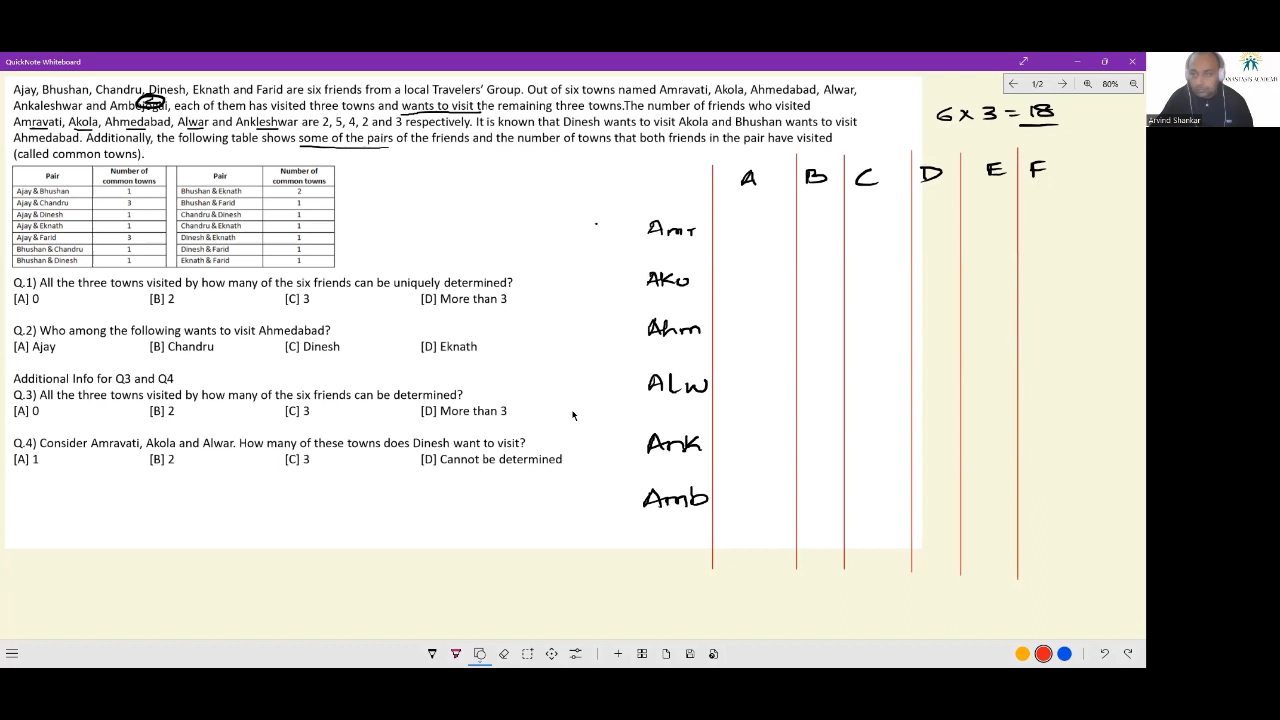 QuickNote Whiteboard
Ajay, Bhushan, Chandru, Dinesh, Eknath and Farid are six friends from a local Travelers’ Group. Out of six towns named Amravati, Akola, Ahmedabad, Alwar,
Ankaleshwar and Ambejogai, each of them has visited three towns and wants to visit the remaining three towns.The number of friends who visited
Amravati, Akola, Ahmedabad, Alwar and Ankleshwar are 2, 5, 4, 2 and 3 respectively. It is known that Dinesh wants to visit Akola and Bhushan wants to visit
Ahmedabad. Additionally, the following table shows some of the pairs of the friends and the number of towns that both friends in the pair have visited
(called common towns).
Pair Number of common towns Pair Number of common towns
Ajay & Bhushan 1 Bhushan & Eknath 2
Ajay & Chandru 3 Bhushan & Farid 1
Ajay & Dinesh 1 Chandru & Dinesh 1
Ajay & Eknath 1 Chandru & Eknath 1
Ajay & Farid 3 Dinesh & Eknath 1
Bhushan & Chandru 1 Dinesh & Farid 1
Bhushan & Dinesh 1 Eknath & Farid 1
Q.1) All the three towns visited by how many of the six friends can be uniquely determined?
[A] 0 [B] 2 [C] 3 [D] More than 3
Q.2) Who among the following wants to visit Ahmedabad?
[A] Ajay [B] Chandru [C] Dinesh [D] Eknath
Additional Info for Q3 and Q4
Q.3) All the three towns visited by how many of the six friends can be determined?
[A] 0 [B] 2 [C] 3 [D] More than 3
Q.4) Consider Amravati, Akola and Alwar. How many of these towns does Dinesh want to visit?
[A] 1 [B] 2 [C] 3 [D] Cannot be determined
1/2 80%
6 x 3 = 18
A B C D E F
Amr
AKo
Ahm
ALW
AnK
Amb
Arvind Shankar